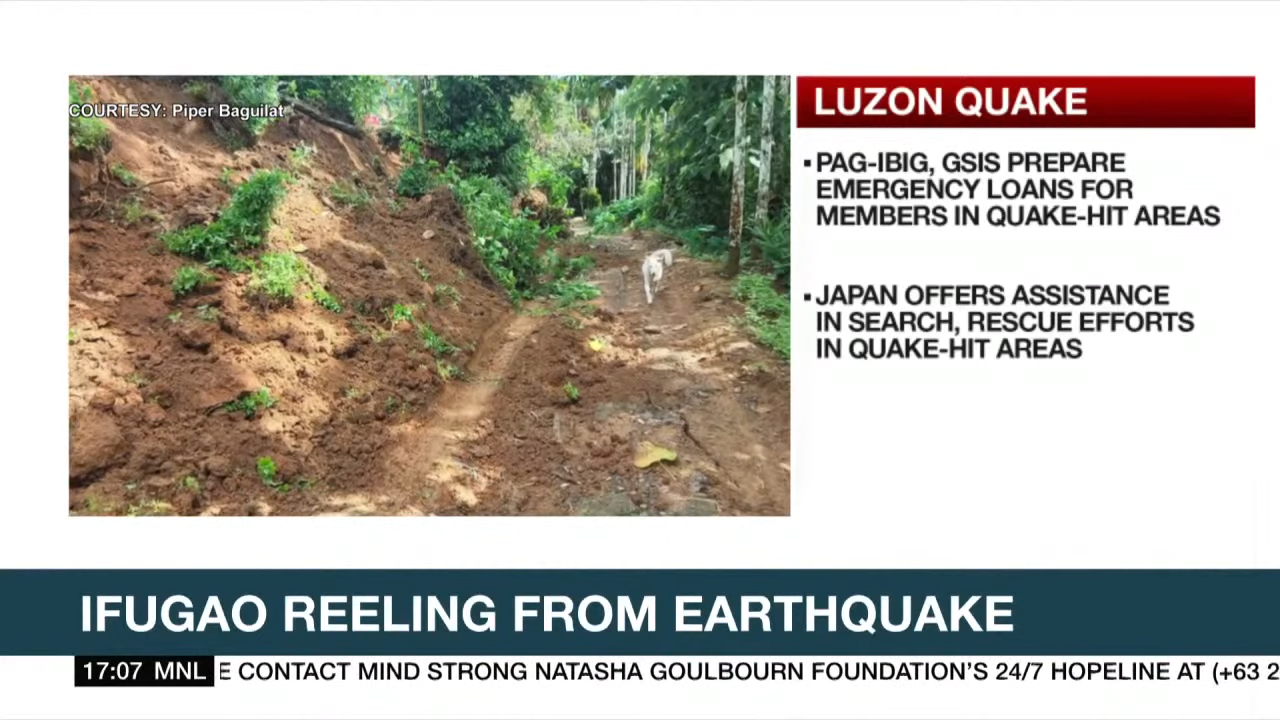 COURTESY: Piper Baguilat
LUZON QUAKE
▪PAG-IBIG, GSIS PREPARE
EMERGENCY LOANS FOR
MEMBERS IN QUAKE-HIT AREAS
▪JAPAN OFFERS ASSISTANCE
IN SEARCH, RESCUE EFFORTS
IN QUAKE-HIT AREAS
IFUGAO REELING FROM EARTHQUAKE
17:07 MNL E CONTACT MIND STRONG NATASHA GOULBOURN FOUNDATION'S 24/7 HOPELINE AT (+63 2